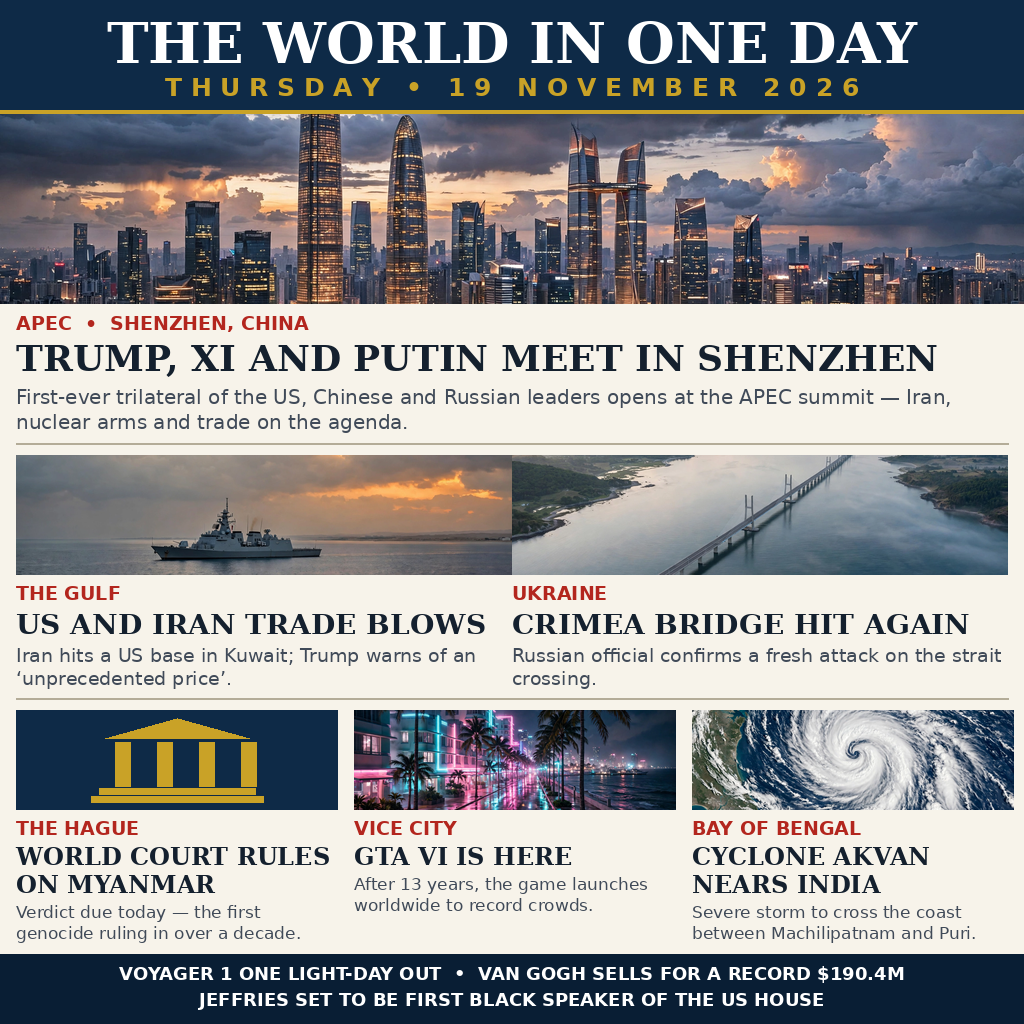 THE WORLD IN ONE DAY
THURSDAY • 19 NOVEMBER 2026
APEC • SHENZHEN, CHINA
TRUMP, XI AND PUTIN MEET IN SHENZHEN
First-ever trilateral of the US, Chinese and Russian leaders opens at the APEC summit — Iran,
nuclear arms and trade on the agenda.
THE GULF
US AND IRAN TRADE BLOWS
Iran hits a US base in Kuwait; Trump warns of an
‘unprecedented price’.
UKRAINE
CRIMEA BRIDGE HIT AGAIN
Russian official confirms a fresh attack on the strait
crossing.
THE HAGUE
WORLD COURT RULES
ON MYANMAR
Verdict due today — the first
genocide ruling in over a decade.
VICE CITY
GTA VI IS HERE
After 13 years, the game launches
worldwide to record crowds.
BAY OF BENGAL
CYCLONE AKVAN
NEARS INDIA
Severe storm to cross the coast
between Machilipatnam and Puri.
VOYAGER 1 ONE LIGHT-DAY OUT • VAN GOGH SELLS FOR A RECORD $190.4M
JEFFRIES SET TO BE FIRST BLACK SPEAKER OF THE US HOUSE